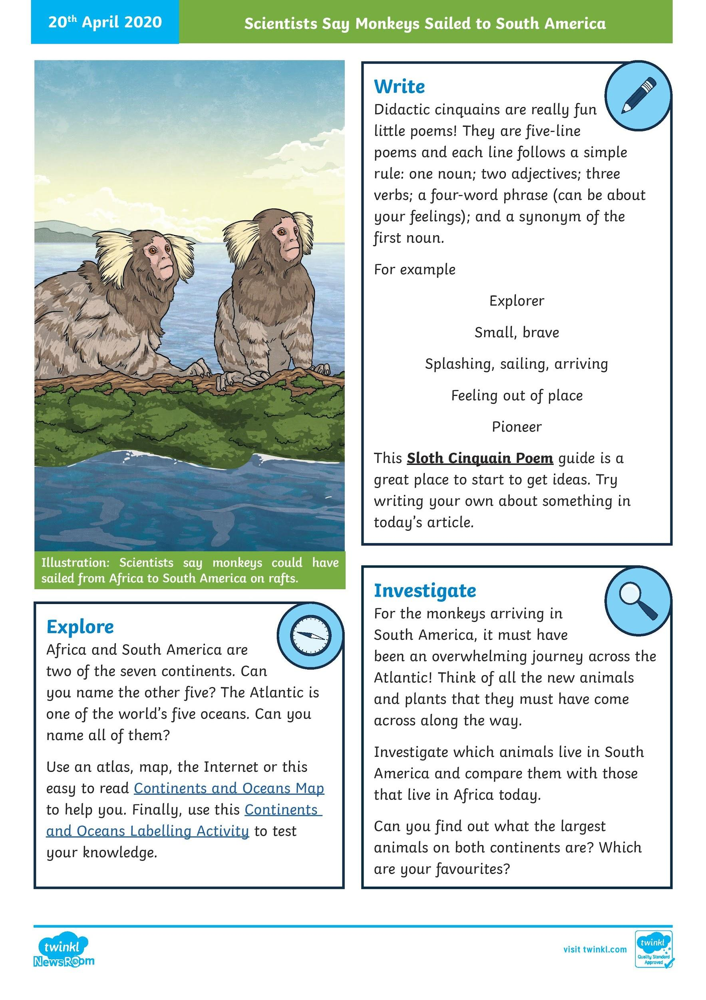 20th April 2020
Scientists Say Monkeys Sailed to South America
Illustration: Scientists say monkeys could have
sailed from Africa to South America on rafts.
Explore
Africa and South America are
two of the seven continents. Can
you name the other five? The Atlantic is
one of the world's five oceans. Can you
name all of them?
Use an atlas, map, the Internet or this
easy to read Continents and Oceans Map
to help you. Finally, use this Continents
and Oceans Labelling Activity to test
your knowledge.
Write
Didactic cinquains are really fun
little poems! They are five-line
poems and each line follows a simple
rule: one noun; two adjectives; three
verbs; a four-word phrase (can be about
your feelings); and a synonym of the
first noun.
For example
Explorer
Small, brave
Splashing, sailing, arriving
Feeling out of place
Pioneer
This Sloth Cinquain Poem guide is a
great place to start to get ideas. Try
writing your own about something in
today's article.
Investigate
For the monkeys arriving in
South America, it must have
been an overwhelming journey across the
Atlantic! Think of all the new animals
and plants that they must have come
across along the way.
Investigate which animals live in South
America and compare them with those
that live in Africa today.
Can you find out what the largest
animals on both continents are? Which
are your favourites?
twinkl
NewsRoom
visit twinkl.com
twinkl
Quality Standard
Approved